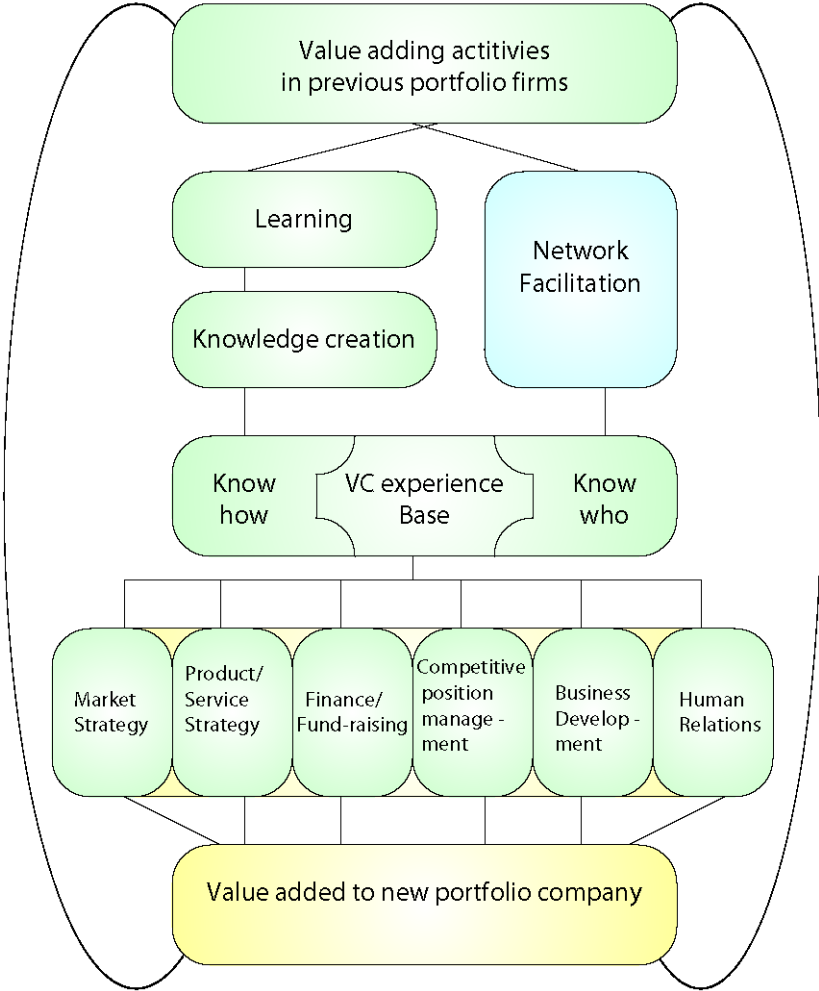 Value adding actitivies
in previous portfolio firms
Learning
Network
Facilitation
Knowledge creation
Know
how
VC experience
Base
Know
who
Market
Strategy
Product/
Service
Strategy
Finance/
Fund-raising
Competitive
position
manage -
ment
Business
Develop -
ment
Human
Relations
Value added to new portfolio company